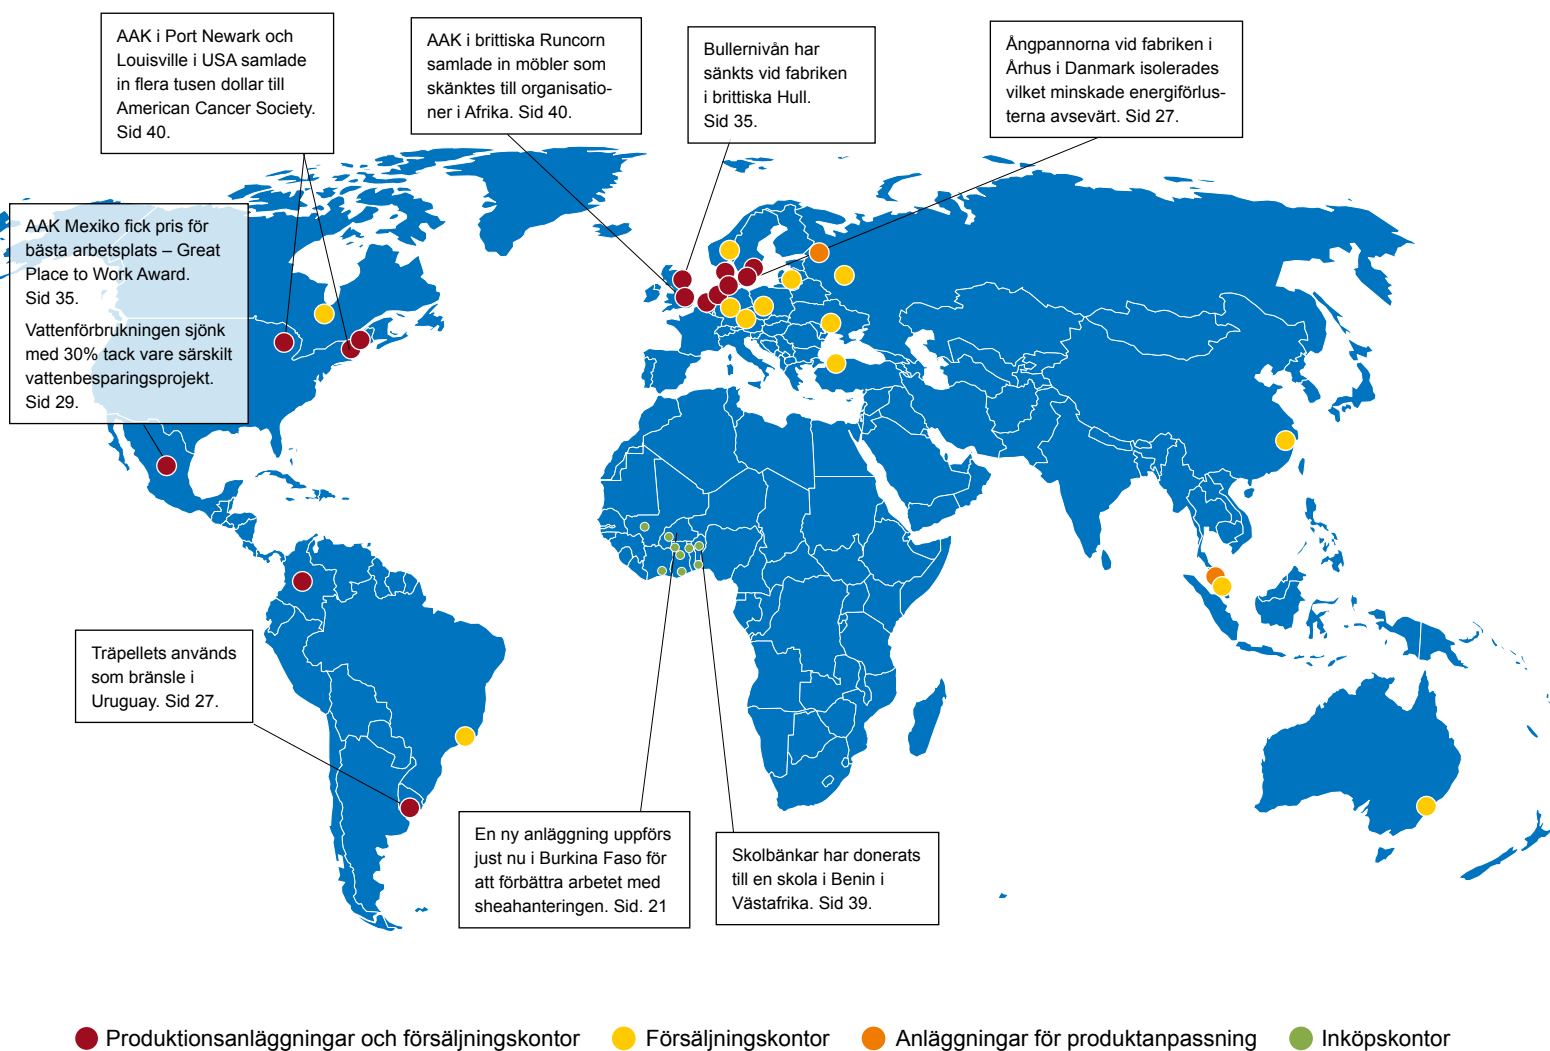 AAK i Port Newark och
Louisville i USA samlade
in flera tusen dollar till
American Cancer Society.
Sid 40.
AAK i brittiska Runcorn
samlade in möbler som
skänktes till organisatio-
ner i Afrika. Sid 40.
Bullernivån har
sänkts vid fabriken
i brittiska Hull.
Sid 35.
Ångpannorna vid fabriken i
Århus i Danmark isolerades
vilket minskade energiförlus-
terna avsevärt. Sid 27.
AAK Mexiko fick pris för
bästa arbetsplats – Great
Place to Work Award.
Sid 35.
Vattenförbrukningen sjönk
med 30% tack vare särskilt
vattenbesparingsprojekt.
Sid 29.
Träpellets används
som bränsle i
Uruguay. Sid 27.
En ny anläggning uppförs
just nu i Burkina Faso för
att förbättra arbetet med
sheahanteringen. Sid. 21
Skolbänkar har donerats
till en skola i Benin i
Västafrika. Sid 39.
Produktionsanläggningar och försäljningskontor
Försäljningskontor
Anläggningar för produktanpassning
Inköpskontor